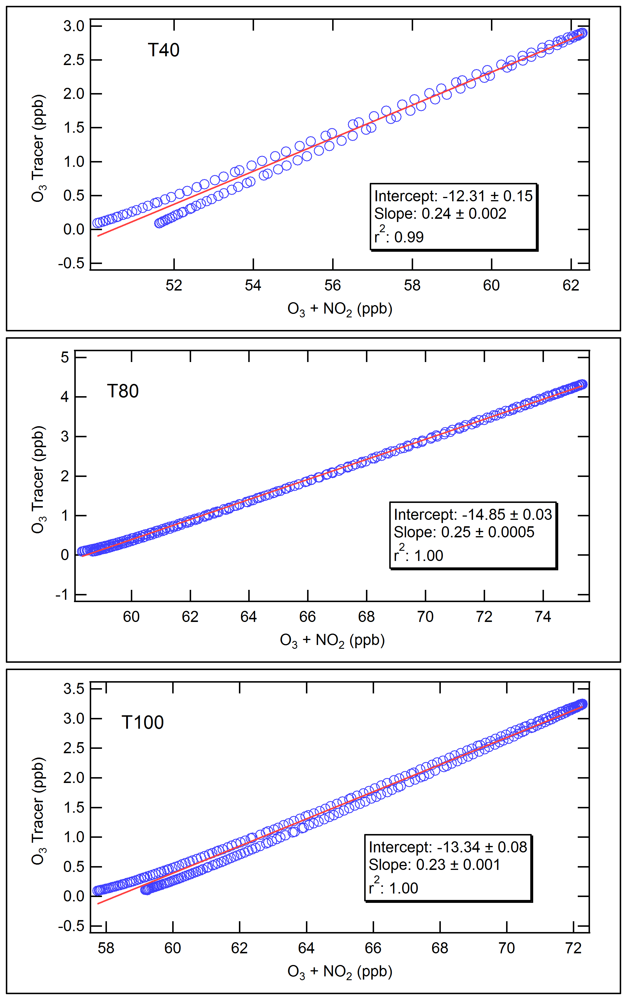 T40
3.0
2.5
2.0
1.5
1.0
0.5
0.0
-0.5
O₃ Tracer (ppb)
Intercept: -12.31 ± 0.15
Slope: 0.24 ± 0.002
r²: 0.99
52 54 56 58 60 62
O₃ + NO₂ (ppb)
T80
5
4
3
2
1
0
-1
O₃ Tracer (ppb)
Intercept: -14.85 ± 0.03
Slope: 0.25 ± 0.0005
r²: 1.00
60 62 64 66 68 70 72 74
O₃ + NO₂ (ppb)
T100
3.5
3.0
2.5
2.0
1.5
1.0
0.5
0.0
-0.5
O₃ Tracer (ppb)
Intercept: -13.34 ± 0.08
Slope: 0.23 ± 0.001
r²: 1.00
58 60 62 64 66 68 70 72
O₃ + NO₂ (ppb)